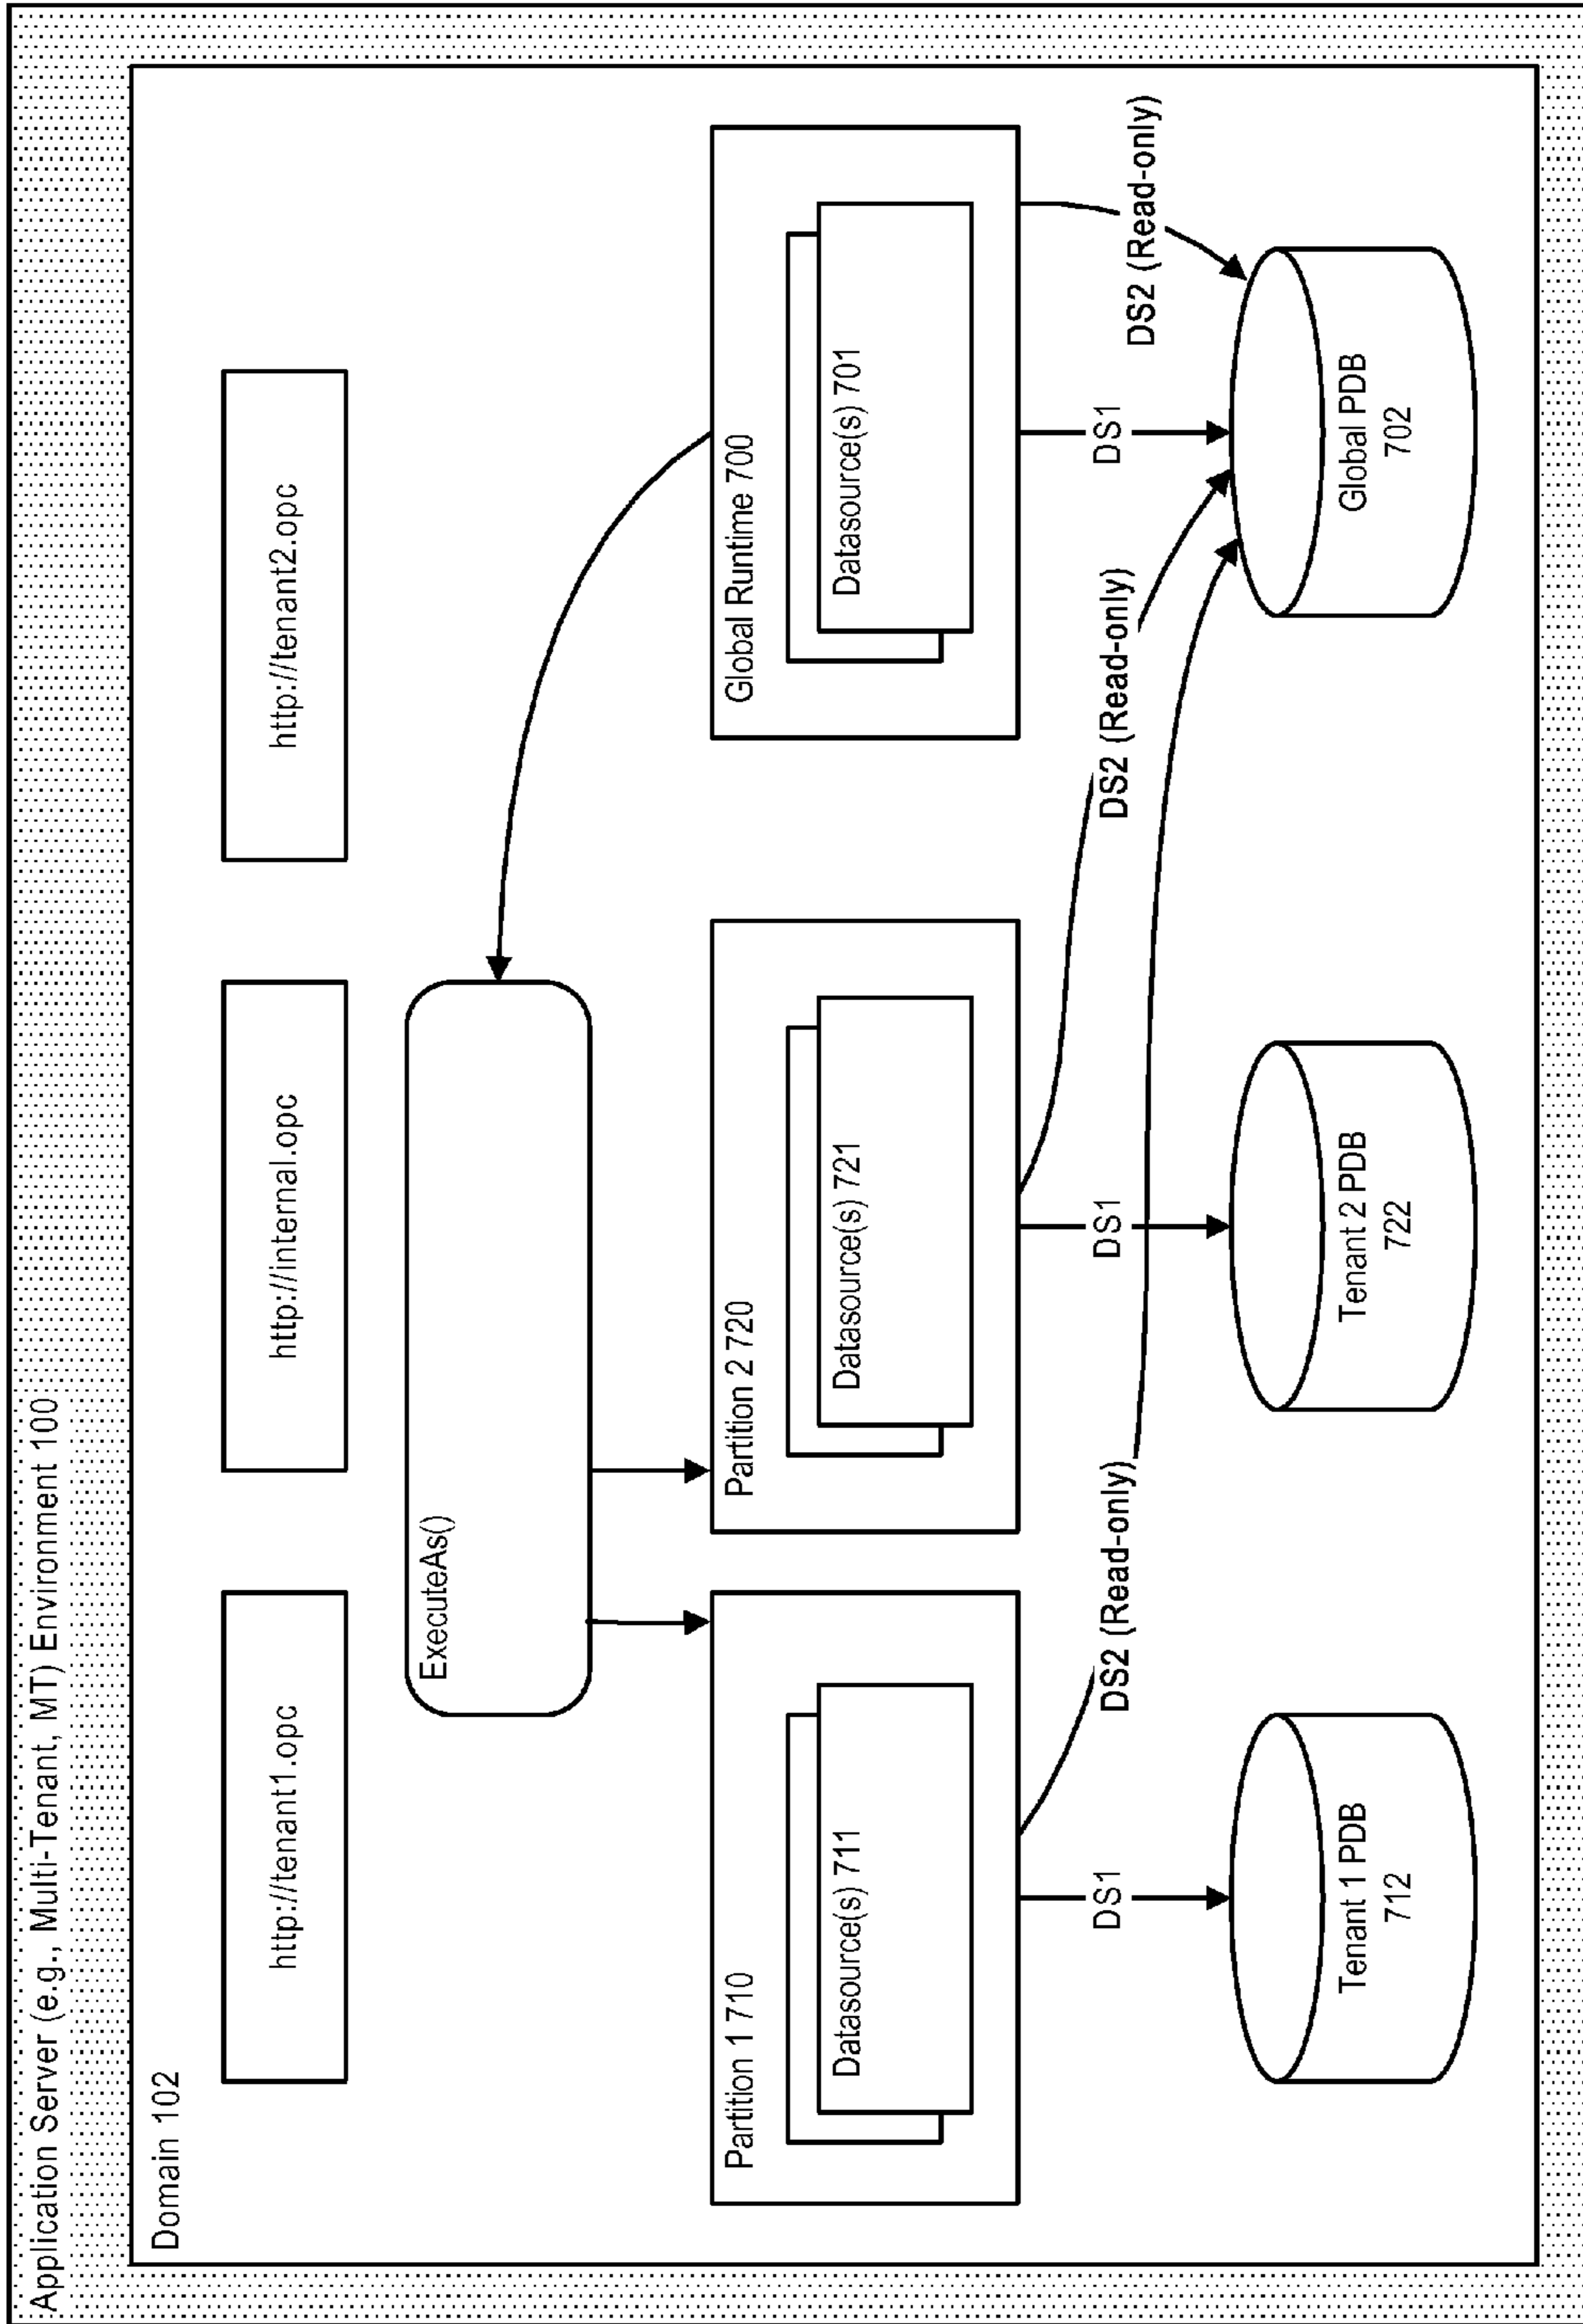 Application Server (e.g., Multi-Tenant, MT) Environment 100
Domain 102
http://tenant1.opc
http://internal.opc
http://tenant2.opc
ExecuteAs()
Partition 1 710
Datasource(s) 711
Partition 2 720
Datasource(s) 721
Global Runtime 700
Datasource(s) 701
DS1
DS2 (Read-only)
DS1
DS2 (Read-only)
DS1
DS2 (Read-only)
Tenant 1 PDB
712
Tenant 2 PDB
722
Global PDB
702